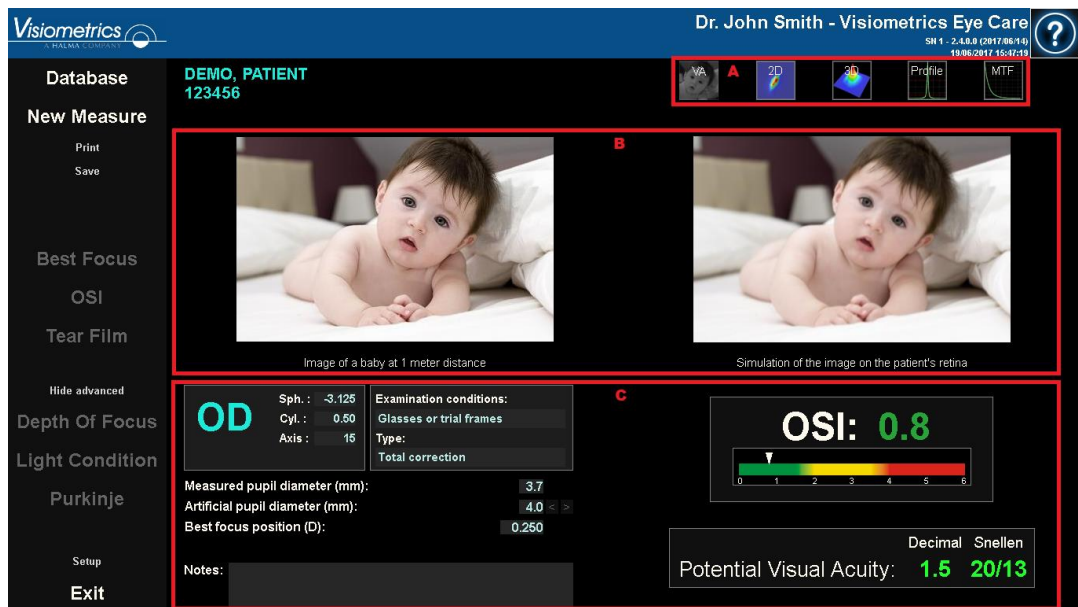 Visiometrics
A HALMA COMPANY
Dr. John Smith - Visiometrics Eye Care
SN 1 - 2.4.0.0 (2017/06/14)
19/06/2017 15:47:19
?
Database
New Measure
Print
Save
Best Focus
OSI
Tear Film
Hide advanced
Depth Of Focus
Light Condition
Purkinje
Setup
Exit
DEMO, PATIENT
123456
VA A 2D 3D Profile MTF
B
Image of a baby at 1 meter distance
Simulation of the image on the patient's retina
C
OD
Sph. : -3.125
Cyl. : 0.50
Axis : 15
Examination conditions:
Glasses or trial frames
Type:
Total correction
Measured pupil diameter (mm): 3.7
Artificial pupil diameter (mm): 4.0 < >
Best focus position (D): 0.250
Notes:
OSI: 0.8
0 1 2 3 4 5 6
Decimal Snellen
Potential Visual Acuity: 1.5 20/13